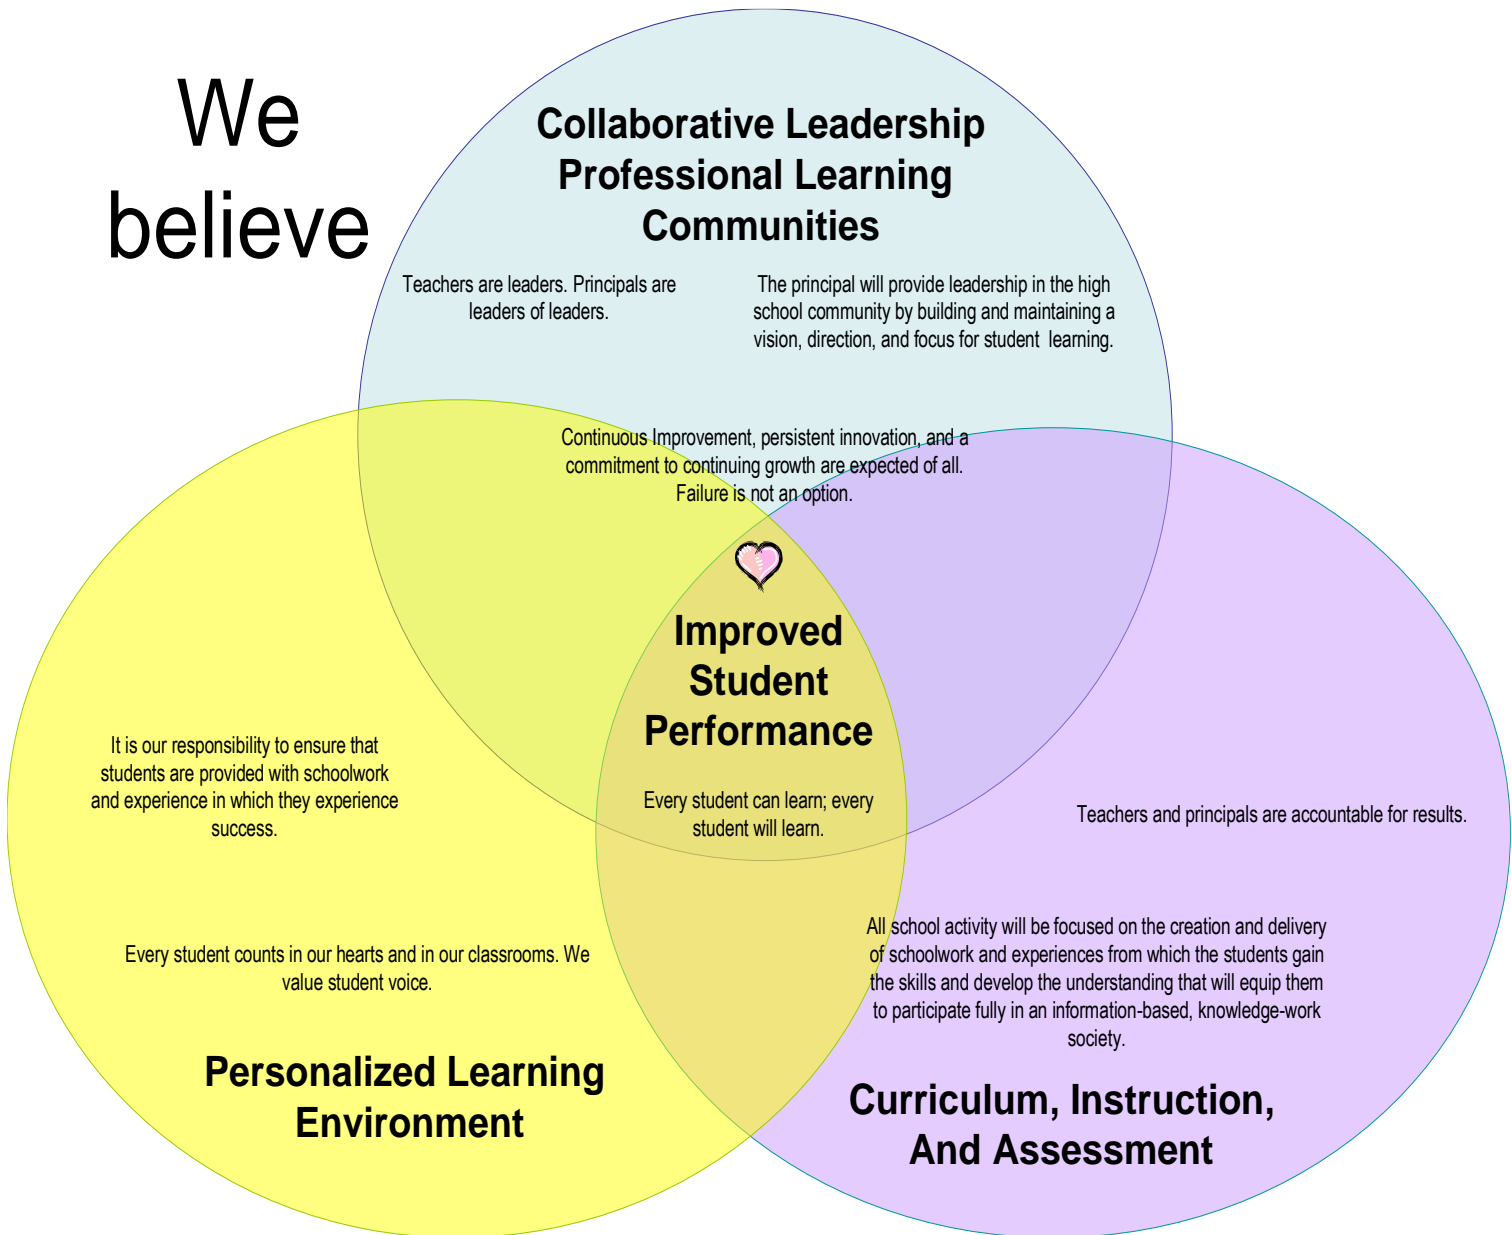 We
believe
Collaborative Leadership
Professional Learning
Communities
Teachers are leaders. Principals are
leaders of leaders.
The principal will provide leadership in the high
school community by building and maintaining a
vision, direction, and focus for student learning.
Continuous Improvement, persistent innovation, and a
commitment to continuing growth are expected of all.
Failure is not an option.
Improved
Student
Performance
Every student can learn; every
student will learn.
It is our responsibility to ensure that
students are provided with schoolwork
and experience in which they experience
success.
Every student counts in our hearts and in our classrooms. We
value student voice.
Personalized Learning
Environment
Teachers and principals are accountable for results.
All school activity will be focused on the creation and delivery
of schoolwork and experiences from which the students gain
the skills and develop the understanding that will equip them
to participate fully in an information-based, knowledge-work
society.
Curriculum, Instruction,
And Assessment